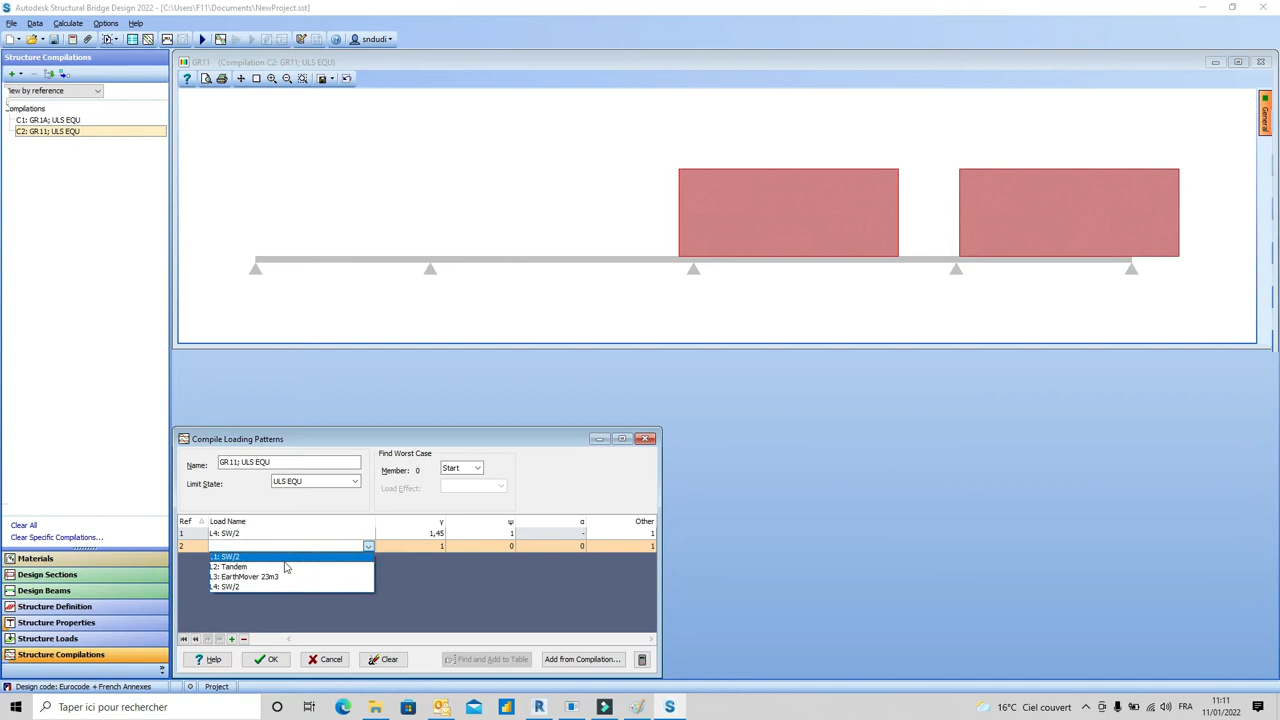 Autodesk Structural Bridge Design 2022 - [C:\Users\F11\Documents\NewProject.sst]
File Data Calculate Options Help
sndudi
Structure Compilations
View by reference
Compilations
C1: GR1A; ULS EQU
C2: GR11; ULS EQU
Clear All
Clear Specific Compilations...
Materials
Design Sections
Design Beams
Structure Definition
Structure Properties
Structure Loads
Structure Compilations
GR11 (Compilation C2: GR11; ULS EQU)
General
Compile Loading Patterns
Name: GR11; ULS EQU
Limit State: ULS EQU
Find Worst Case
Member: 0 Start
Load Effect:
Ref Load Name γ ψ α Other
1 L4: SW/2 1,45 1 - 1
2 1 0 0 1
L1: SW/2
L2: Tandem
L3: EarthMover 23m3
L4: SW/2
Help OK Cancel Clear Find and Add to Table Add from Compilation...
Design code: Eurocode + French Annexes Project
Taper ici pour rechercher
16°C Ciel couvert FRA 11:11
11/01/2022